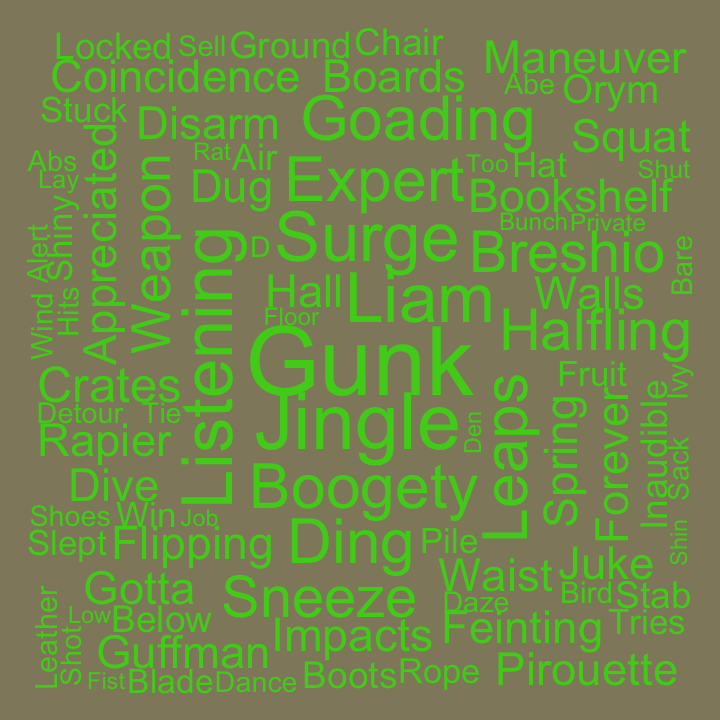 Locked Sell Ground Chair Maneuver
Coincidence Boards Abe Orym
Stuck Disarm Goading Squat
Rat Air Too Hat Shut
Abs Lay Dug Expert Bookshelf
Appreciated Weapon Bunch Private
Shiny Alert Listening D Surge Breshio Bare
Wind Hits Hall Liam Walls
Floor Halfling
Gunk
Crates Fruit Ivy
Detour Tie Jingle Den Leaps Spring Forever Inaudible
Rapier Sack
Dive Boogety
Shoes Win Job
Slept Flipping Ding Pile Shin
Gotta Sneeze Waist Juke
Leather Low Below Daze Bird Stab
Shot Impacts Feinting Tries
Guffman
Fist Blade Dance Boots Rope Pirouette